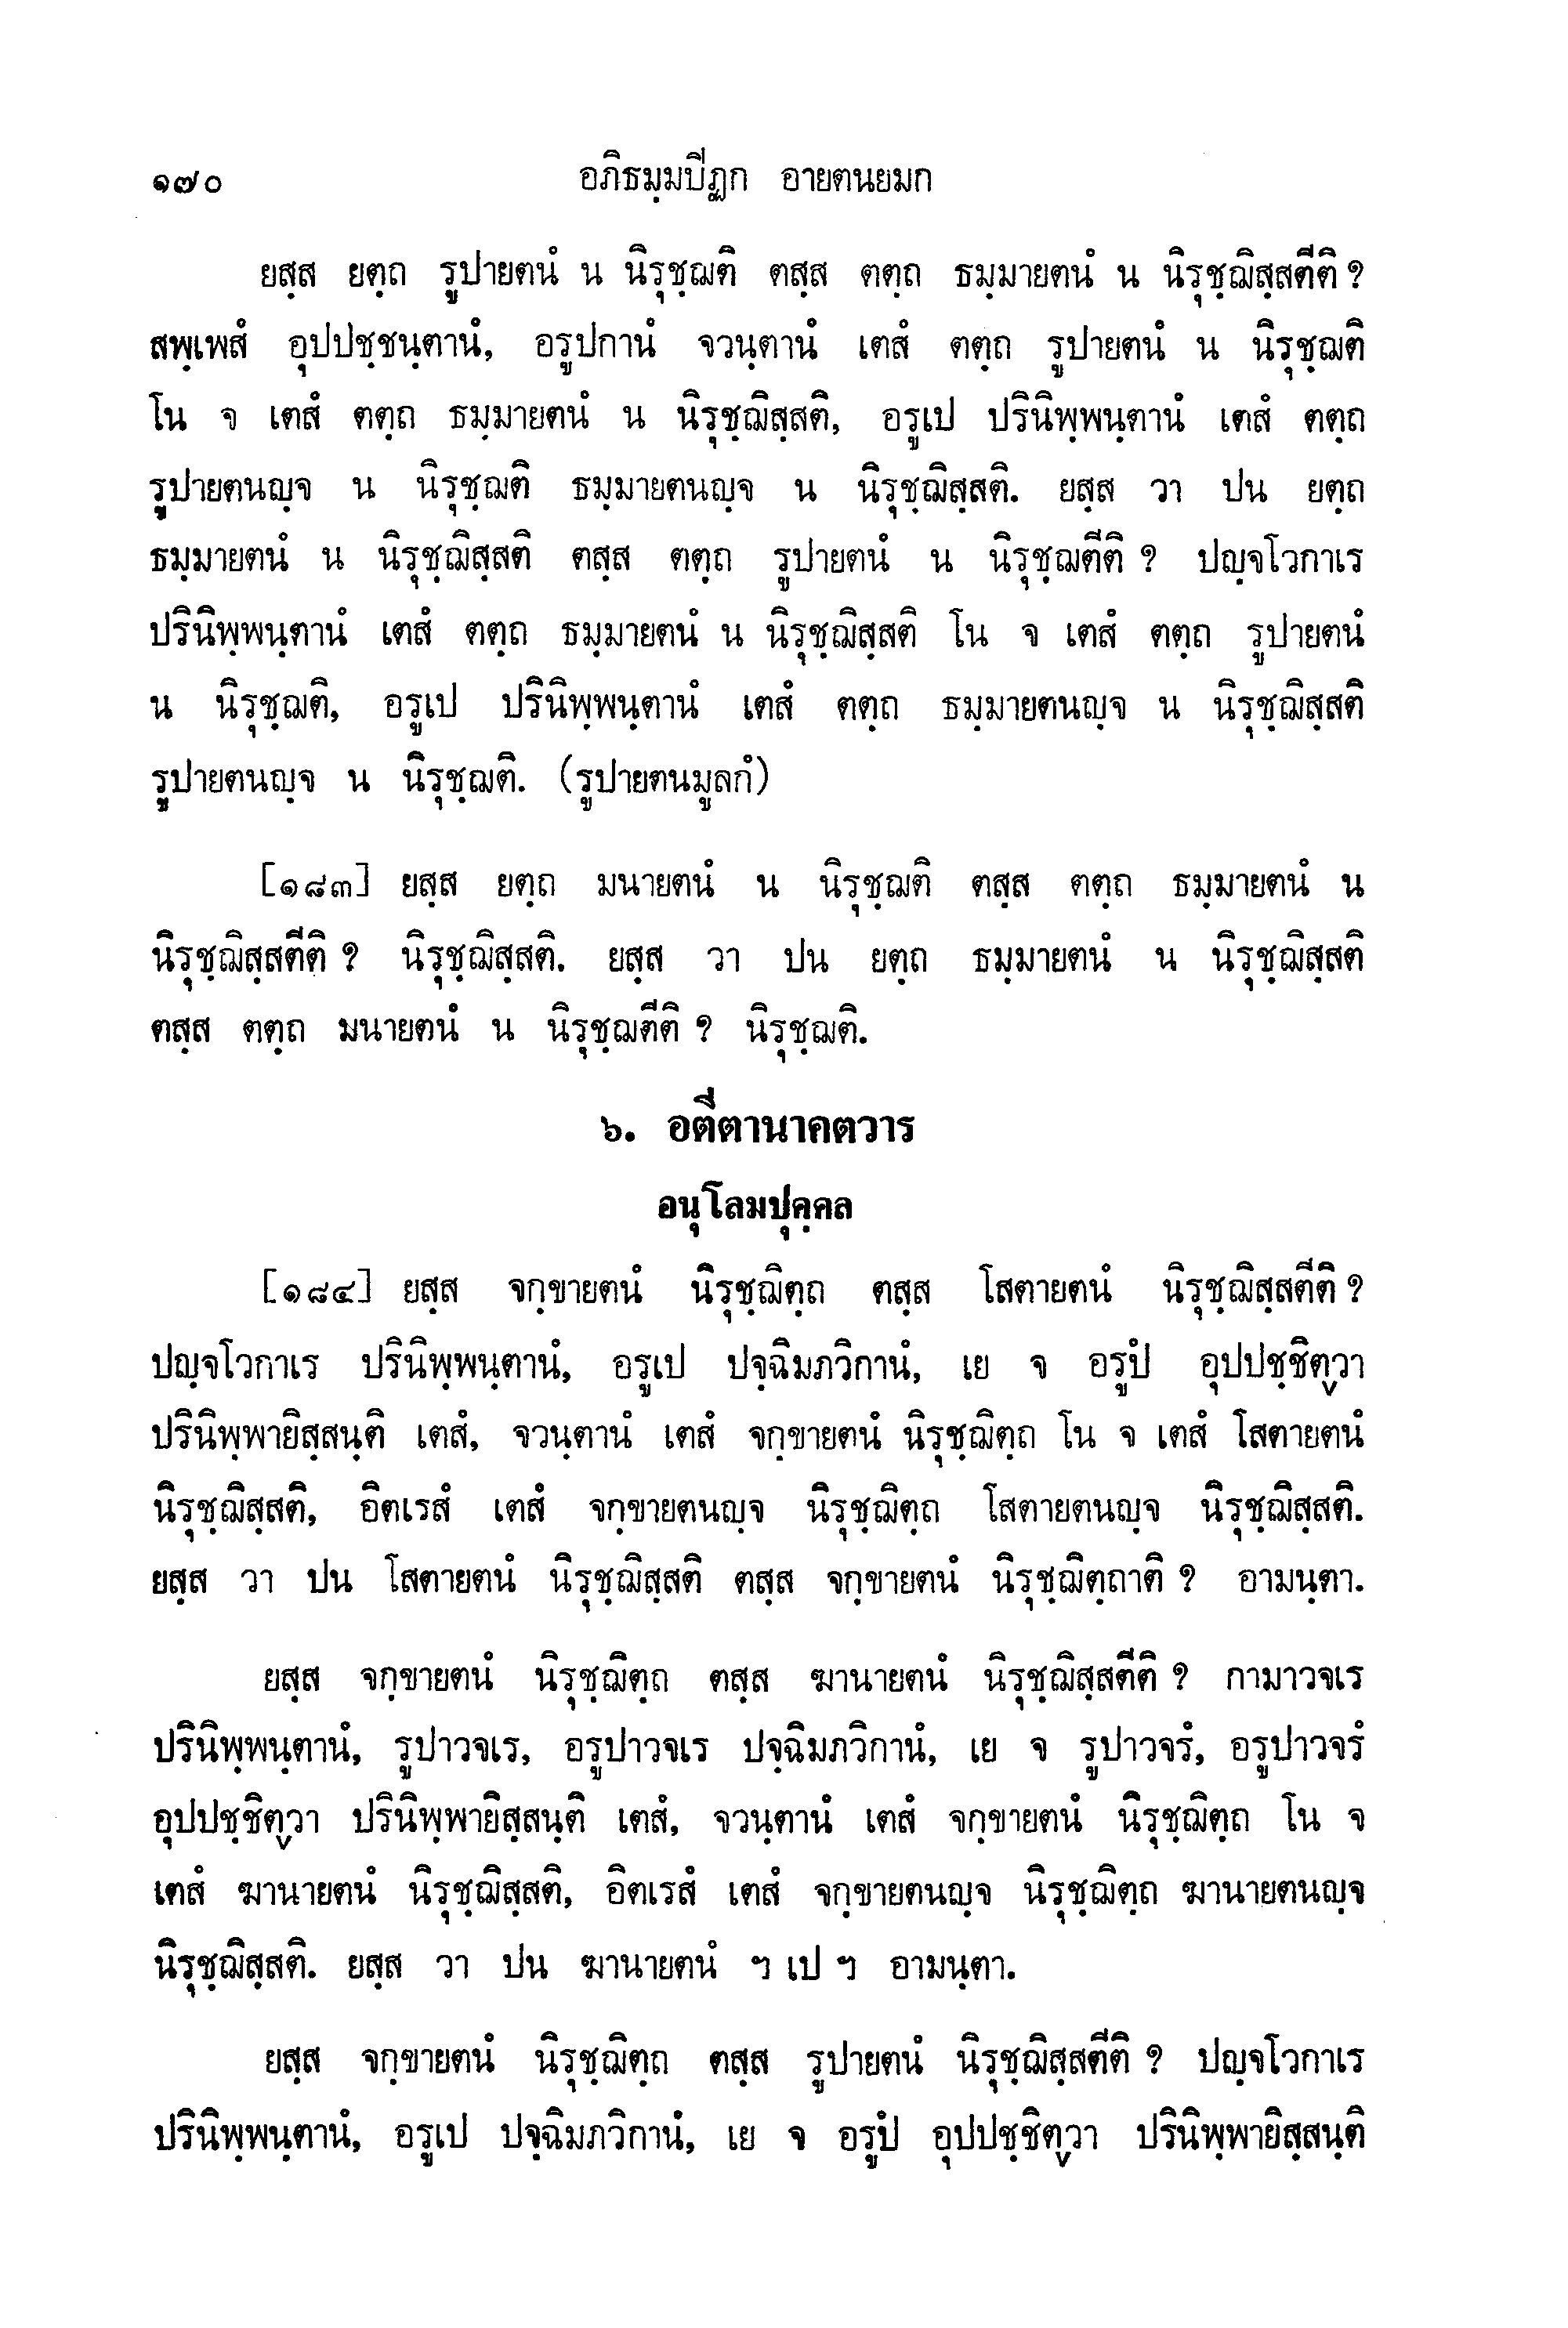 ๑๗๐ อภิธมฺมปิฏก อายตนยมก
ยสฺส ยตฺถ รูปายตนํ น นิรุชฺฌติ ตสฺส ตตฺถ ธมฺมายตนํ น นิรุชฺฌิสฺสตีติ ?
สพฺเพสํ อุปปชฺชนฺตานํ, อรูปกานํ จวนฺตานํ เตสํ ตตฺถ รูปายตนํ น นิรุชฺฌติ
โน จ เตสํ ตตฺถ ธมฺมายตนํ น นิรุชฺฌิสฺสติ, อรูเป ปรินิพฺพนฺตานํ เตสํ ตตฺถ
รูปายตนญฺจ น นิรุชฺฌติ ธมฺมายตนญฺจ น นิรุชฺฌิสฺสติ. ยสฺส วา ปน ยตฺถ
ธมฺมายตนํ น นิรุชฺฌิสฺสติ ตสฺส ตตฺถ รูปายตนํ น นิรุชฺฌตีติ ? ปญฺจโวกาเร
ปรินิพฺพนฺตานํ เตสํ ตตฺถ ธมฺมายตนํ น นิรุชฺฌิสฺสติ โน จ เตสํ ตตฺถ รูปายตนํ
น นิรุชฺฌติ, อรูเป ปรินิพฺพนฺตานํ เตสํ ตตฺถ ธมฺมายตนญฺจ น นิรุชฺฌิสฺสติ
รูปายตนญฺจ น นิรุชฺฌติ. (รูปายตนมูลกํ)
[๑๘๓] ยสฺส ยตฺถ มนายตนํ น นิรุชฺฌติ ตสฺส ตตฺถ ธมฺมายตนํ น
นิรุชฺฌิสฺสตีติ ? นิรุชฺฌิสฺสติ. ยสฺส วา ปน ยตฺถ ธมฺมายตนํ น นิรุชฺฌิสฺสติ
ตสฺส ตตฺถ มนายตนํ น นิรุชฺฌตีติ ? นิรุชฺฌติ.
๖. อตีตานาคตวาร
อนุโลมปุคฺคล
[๑๘๔] ยสฺส จกฺขายตนํ นิรุชฺฌิตฺถ ตสฺส โสตายตนํ นิรุชฺฌิสฺสตีติ ?
ปญฺจโวกาเร ปรินิพฺพนฺตานํ, อรูเป ปจฺฉิมภวิกานํ, เย จ อรูปํ อุปปชฺชิตฺวา
ปรินิพฺพายิสฺสนฺติ เตสํ, จวนฺตานํ เตสํ จกฺขายตนํ นิรุชฺฌิตฺถ โน จ เตสํ โสตายตนํ
นิรุชฺฌิสฺสติ, อิตเรสํ เตสํ จกฺขายตนญฺจ นิรุชฺฌิตฺถ โสตายตนญฺจ นิรุชฺฌิสฺสติ.
ยสฺส วา ปน โสตายตนํ นิรุชฺฌิสฺสติ ตสฺส จกฺขายตนํ นิรุชฺฌิตฺถาติ ? อามนฺตา.
ยสฺส จกฺขายตนํ นิรุชฺฌิตฺถ ตสฺส ฆานายตนํ นิรุชฺฌิสฺสตีติ ? กามาวจเร
ปรินิพฺพนฺตานํ, รูปาวจเร, อรูปาวจเร ปจฺฉิมภวิกานํ, เย จ รูปาวจรํ, อรูปาวจรํ
อุปปชฺชิตฺวา ปรินิพฺพายิสฺสนฺติ เตสํ, จวนฺตานํ เตสํ จกฺขายตนํ นิรุชฺฌิตฺถ โน จ
เตสํ ฆานายตนํ นิรุชฺฌิสฺสติ, อิตเรสํ เตสํ จกฺขายตนญฺจ นิรุชฺฌิตฺถ ฆานายตนญฺจ
นิรุชฺฌิสฺสติ. ยสฺส วา ปน ฆานายตนํ ฯ เป ฯ อามนฺตา.
ยสฺส จกฺขายตนํ นิรุชฺฌิตฺถ ตสฺส รูปายตนํ นิรุชฺฌิสฺสตีติ ? ปญฺจโวกาเร
ปรินิพฺพนฺตานํ, อรูเป ปจฺฉิมภวิกานํ, เย จ อรูปํ อุปปชฺชิตฺวา ปรินิพฺพายิสฺสนฺติ